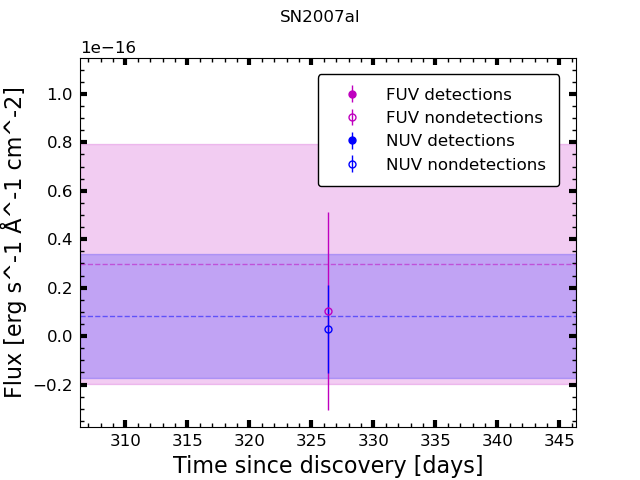 SN2007al
1e−16
Flux [erg s^-1 Å^-1 cm^-2]
1.0
0.8
0.6
0.4
0.2
0.0
−0.2
FUV detections
FUV nondetections
NUV detections
NUV nondetections
310 315 320 325 330 335 340 345
Time since discovery [days]